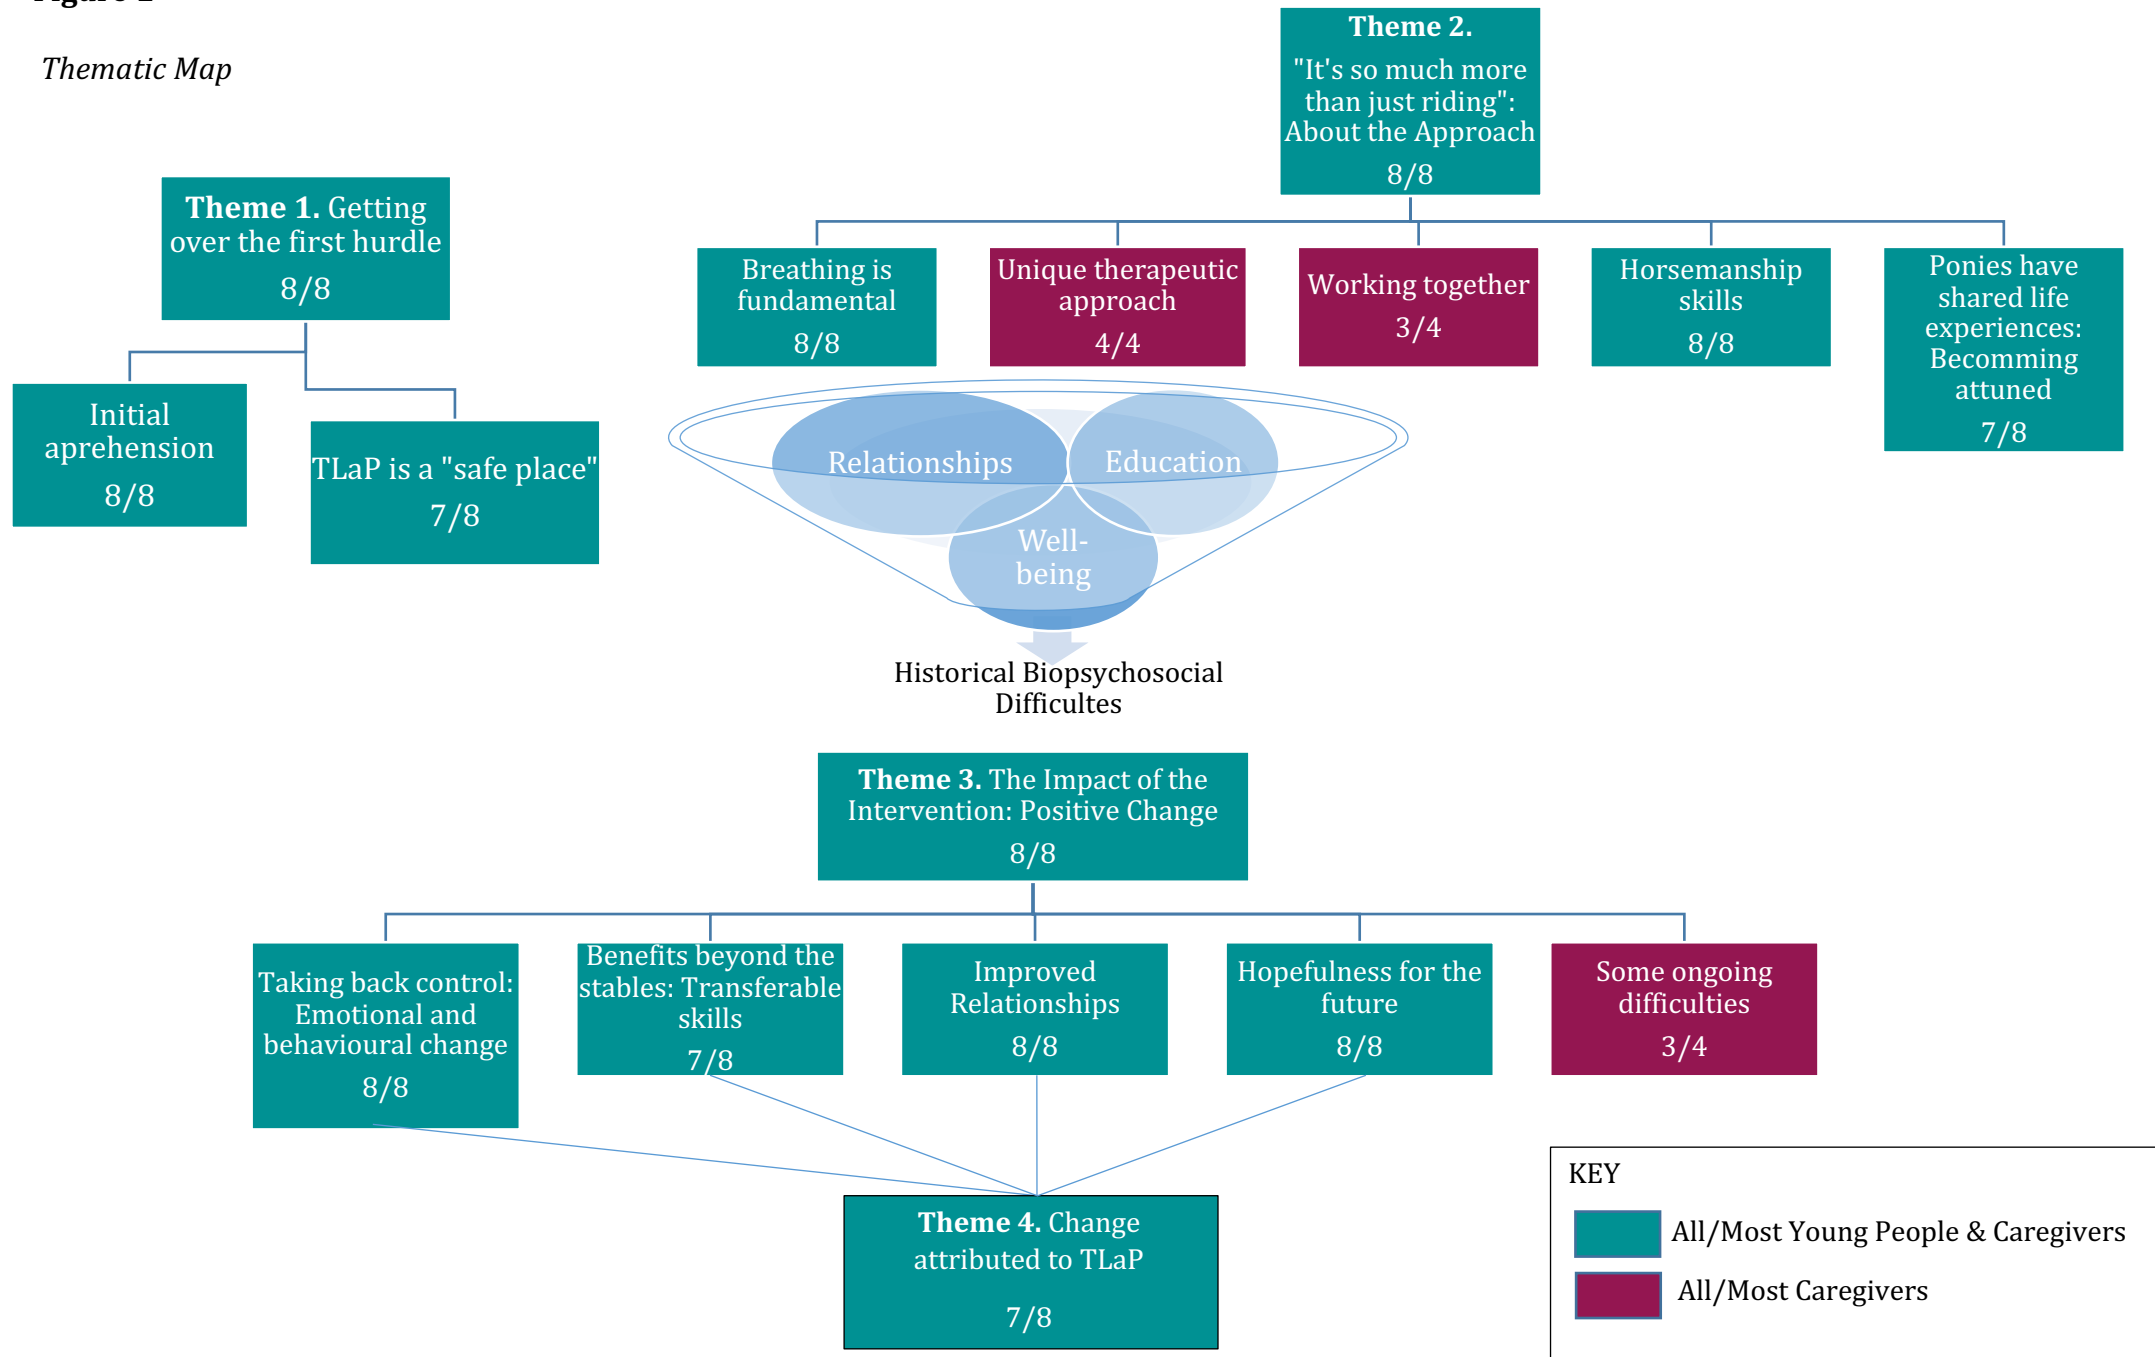 Thematic Map
Theme 1. Getting
over the first hurdle
8/8
Initial
aprehension
8/8
TLaP is a "safe place"
7/8
Theme 2.
"It's so much more
than just riding":
About the Approach
8/8
Breathing is
fundamental
8/8
Unique therapeutic
approach
4/4
Working together
3/4
Horsemanship
skills
8/8
Ponies have
shared life
experiences:
Becomming
attuned
7/8
Relationships
Education
Well-
being
Historical Biopsychosocial
Difficultes
Theme 3. The Impact of the
Intervention: Positive Change
8/8
Taking back control:
Emotional and
behavioural change
8/8
Benefits beyond the
stables: Transferable
skills
7/8
Improved
Relationships
8/8
Hopefulness for the
future
8/8
Some ongoing
difficulties
3/4
Theme 4. Change
attributed to TLaP
7/8
KEY
All/Most Young People & Caregivers
All/Most Caregivers